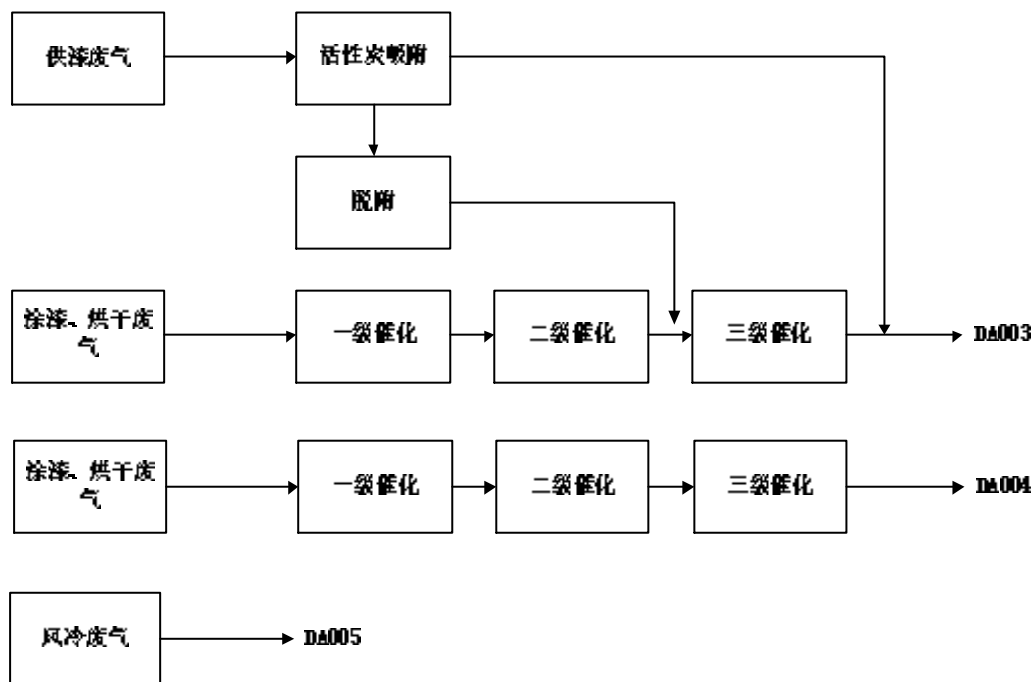 供漆废气
活性炭吸附
脱附
涂漆、烘干废
气
一级催化
二级催化
三级催化
DA003
涂漆、烘干废
气
一级催化
二级催化
三级催化
DA004
风冷废气
DA005